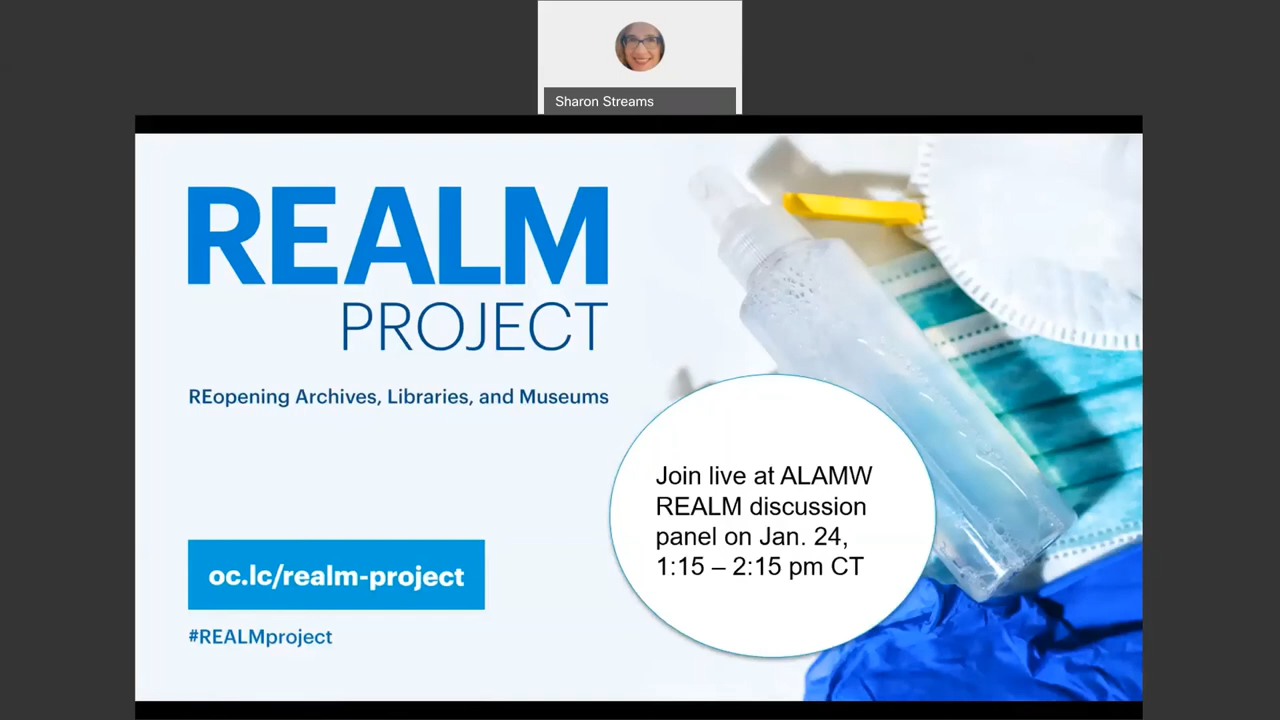 Sharon Streams
REALM
PROJECT
REopening Archives, Libraries, and Museums
Join live at ALAMW
REALM discussion
panel on Jan. 24,
1:15 – 2:15 pm CT
oc.lc/realm-project
#REALMproject